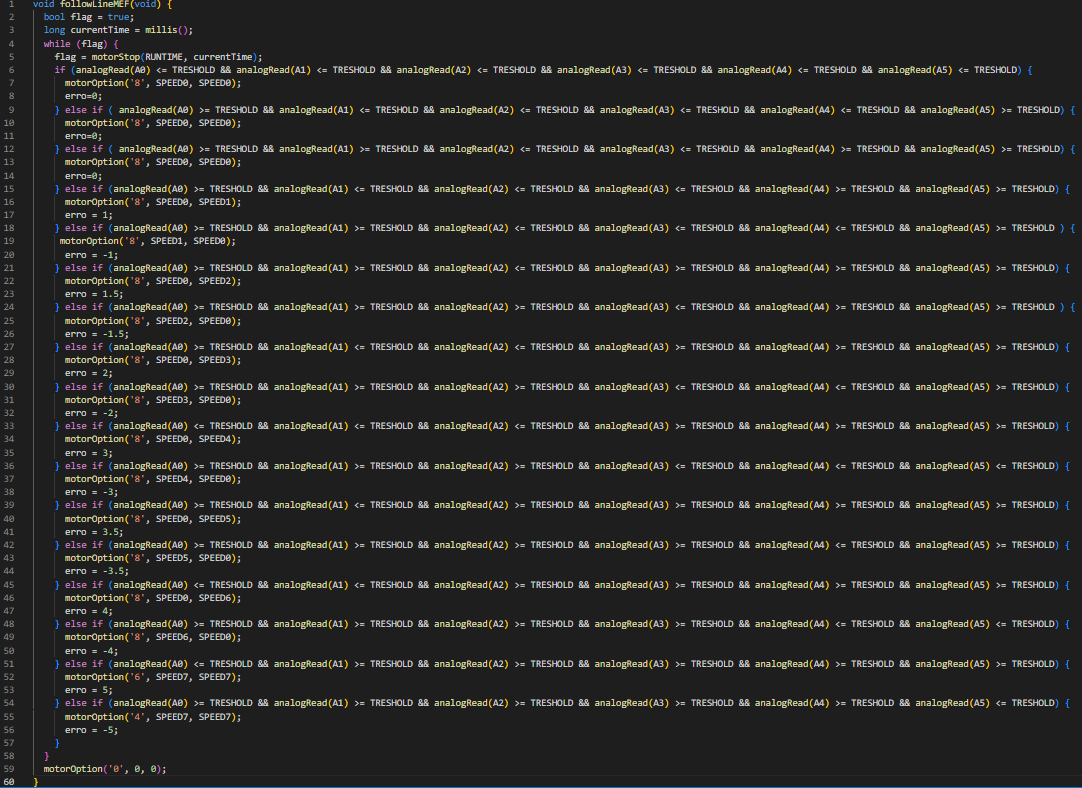 1 void followLineMEF(void) {
2 bool flag = true;
3 long currentTime = millis();
4 while (flag) {
5 flag = motorStop(RUNTIME, currentTime);
6 if (analogRead(A0) <= TRESHOLD && analogRead(A1) <= TRESHOLD && analogRead(A2) <= TRESHOLD && analogRead(A3) <= TRESHOLD && analogRead(A4) <= TRESHOLD && analogRead(A5) <= TRESHOLD) {
7 motorOption('8', SPEED0, SPEED0);
8 erro=0;
9 } else if ( analogRead(A0) >= TRESHOLD && analogRead(A1) <= TRESHOLD && analogRead(A2) <= TRESHOLD && analogRead(A3) <= TRESHOLD && analogRead(A4) <= TRESHOLD && analogRead(A5) >= TRESHOLD) {
10 motorOption('8', SPEED0, SPEED0);
11 erro=0;
12 } else if ( analogRead(A0) >= TRESHOLD && analogRead(A1) >= TRESHOLD && analogRead(A2) <= TRESHOLD && analogRead(A3) <= TRESHOLD && analogRead(A4) >= TRESHOLD && analogRead(A5) >= TRESHOLD) {
13 motorOption('8', SPEED0, SPEED0);
14 erro=0;
15 } else if (analogRead(A0) >= TRESHOLD && analogRead(A1) <= TRESHOLD && analogRead(A2) <= TRESHOLD && analogRead(A3) <= TRESHOLD && analogRead(A4) >= TRESHOLD && analogRead(A5) >= TRESHOLD) {
16 motorOption('8', SPEED0, SPEED1);
17 erro = 1;
18 } else if (analogRead(A0) >= TRESHOLD && analogRead(A1) >= TRESHOLD && analogRead(A2) <= TRESHOLD && analogRead(A3) <= TRESHOLD && analogRead(A4) <= TRESHOLD && analogRead(A5) >= TRESHOLD ) {
19 motorOption('8', SPEED1, SPEED0);
20 erro = -1;
21 } else if (analogRead(A0) >= TRESHOLD && analogRead(A1) >= TRESHOLD && analogRead(A2) <= TRESHOLD && analogRead(A3) >= TRESHOLD && analogRead(A4) >= TRESHOLD && analogRead(A5) >= TRESHOLD) {
22 motorOption('8', SPEED0, SPEED2);
23 erro = 1.5;
24 } else if (analogRead(A0) >= TRESHOLD && analogRead(A1) >= TRESHOLD && analogRead(A2) >= TRESHOLD && analogRead(A3) <= TRESHOLD && analogRead(A4) >= TRESHOLD && analogRead(A5) >= TRESHOLD ) {
25 motorOption('8', SPEED2, SPEED0);
26 erro = -1.5;
27 } else if (analogRead(A0) >= TRESHOLD && analogRead(A1) <= TRESHOLD && analogRead(A2) <= TRESHOLD && analogRead(A3) >= TRESHOLD && analogRead(A4) >= TRESHOLD && analogRead(A5) >= TRESHOLD) {
28 motorOption('8', SPEED0, SPEED3);
29 erro = 2;
30 } else if (analogRead(A0) >= TRESHOLD && analogRead(A1) >= TRESHOLD && analogRead(A2) >= TRESHOLD && analogRead(A3) <= TRESHOLD && analogRead(A4) <= TRESHOLD && analogRead(A5) >= TRESHOLD) {
31 motorOption('8', SPEED3, SPEED0);
32 erro = -2;
33 } else if (analogRead(A0) <= TRESHOLD && analogRead(A1) <= TRESHOLD && analogRead(A2) <= TRESHOLD && analogRead(A3) >= TRESHOLD && analogRead(A4) >= TRESHOLD && analogRead(A5) >= TRESHOLD) {
34 motorOption('8', SPEED0, SPEED4);
35 erro = 3;
36 } else if (analogRead(A0) >= TRESHOLD && analogRead(A1) >= TRESHOLD && analogRead(A2) >= TRESHOLD && analogRead(A3) <= TRESHOLD && analogRead(A4) <= TRESHOLD && analogRead(A5) <= TRESHOLD) {
37 motorOption('8', SPEED4, SPEED0);
38 erro = -3;
39 } else if (analogRead(A0) >= TRESHOLD && analogRead(A1) <= TRESHOLD && analogRead(A2) >= TRESHOLD && analogRead(A3) >= TRESHOLD && analogRead(A4) >= TRESHOLD && analogRead(A5) >= TRESHOLD) {
40 motorOption('8', SPEED0, SPEED5);
41 erro = 3.5;
42 } else if (analogRead(A0) >= TRESHOLD && analogRead(A1) >= TRESHOLD && analogRead(A2) >= TRESHOLD && analogRead(A3) >= TRESHOLD && analogRead(A4) <= TRESHOLD && analogRead(A5) >= TRESHOLD) {
43 motorOption('8', SPEED5, SPEED0);
44 erro = -3.5;
45 } else if (analogRead(A0) <= TRESHOLD && analogRead(A1) <= TRESHOLD && analogRead(A2) >= TRESHOLD && analogRead(A3) >= TRESHOLD && analogRead(A4) >= TRESHOLD && analogRead(A5) >= TRESHOLD) {
46 motorOption('8', SPEED0, SPEED6);
47 erro = 4;
48 } else if (analogRead(A0) >= TRESHOLD && analogRead(A1) >= TRESHOLD && analogRead(A2) >= TRESHOLD && analogRead(A3) >= TRESHOLD && analogRead(A4) <= TRESHOLD && analogRead(A5) <= TRESHOLD) {
49 motorOption('8', SPEED6, SPEED0);
50 erro = -4;
51 } else if (analogRead(A0) <= TRESHOLD && analogRead(A1) >= TRESHOLD && analogRead(A2) >= TRESHOLD && analogRead(A3) >= TRESHOLD && analogRead(A4) >= TRESHOLD && analogRead(A5) >= TRESHOLD) {
52 motorOption('6', SPEED7, SPEED7);
53 erro = 5;
54 } else if (analogRead(A0) >= TRESHOLD && analogRead(A1) >= TRESHOLD && analogRead(A2) >= TRESHOLD && analogRead(A3) >= TRESHOLD && analogRead(A4) >= TRESHOLD && analogRead(A5) <= TRESHOLD) {
55 motorOption('4', SPEED7, SPEED7);
56 erro = -5;
57 }
58 }
59 motorOption('0', 0, 0);
60 }